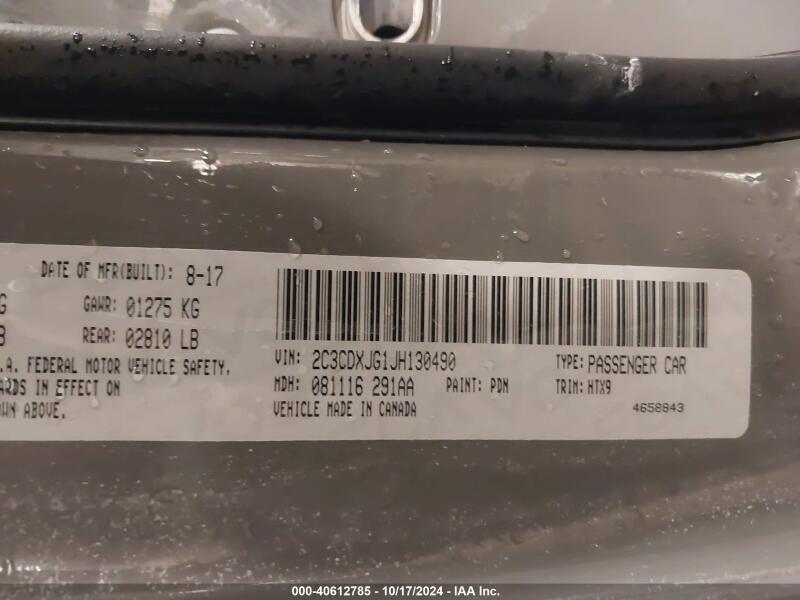 DATE OF MFR(BUILT): 8-17
G GAWR: 01275 KG
B REAR: 02810 LB
.A. FEDERAL MOTOR VEHICLE SAFETY,
ARDS IN EFFECT ON
WN ABOVE.
VIN: 2C3CDXJG1JH130490 TYPE: PASSENGER CAR
MDH: 081116 291AA PAINT: PDN TRIM: HTX9
VEHICLE MADE IN CANADA 4658843
000-40612785 - 10/17/2024 - IAA Inc.